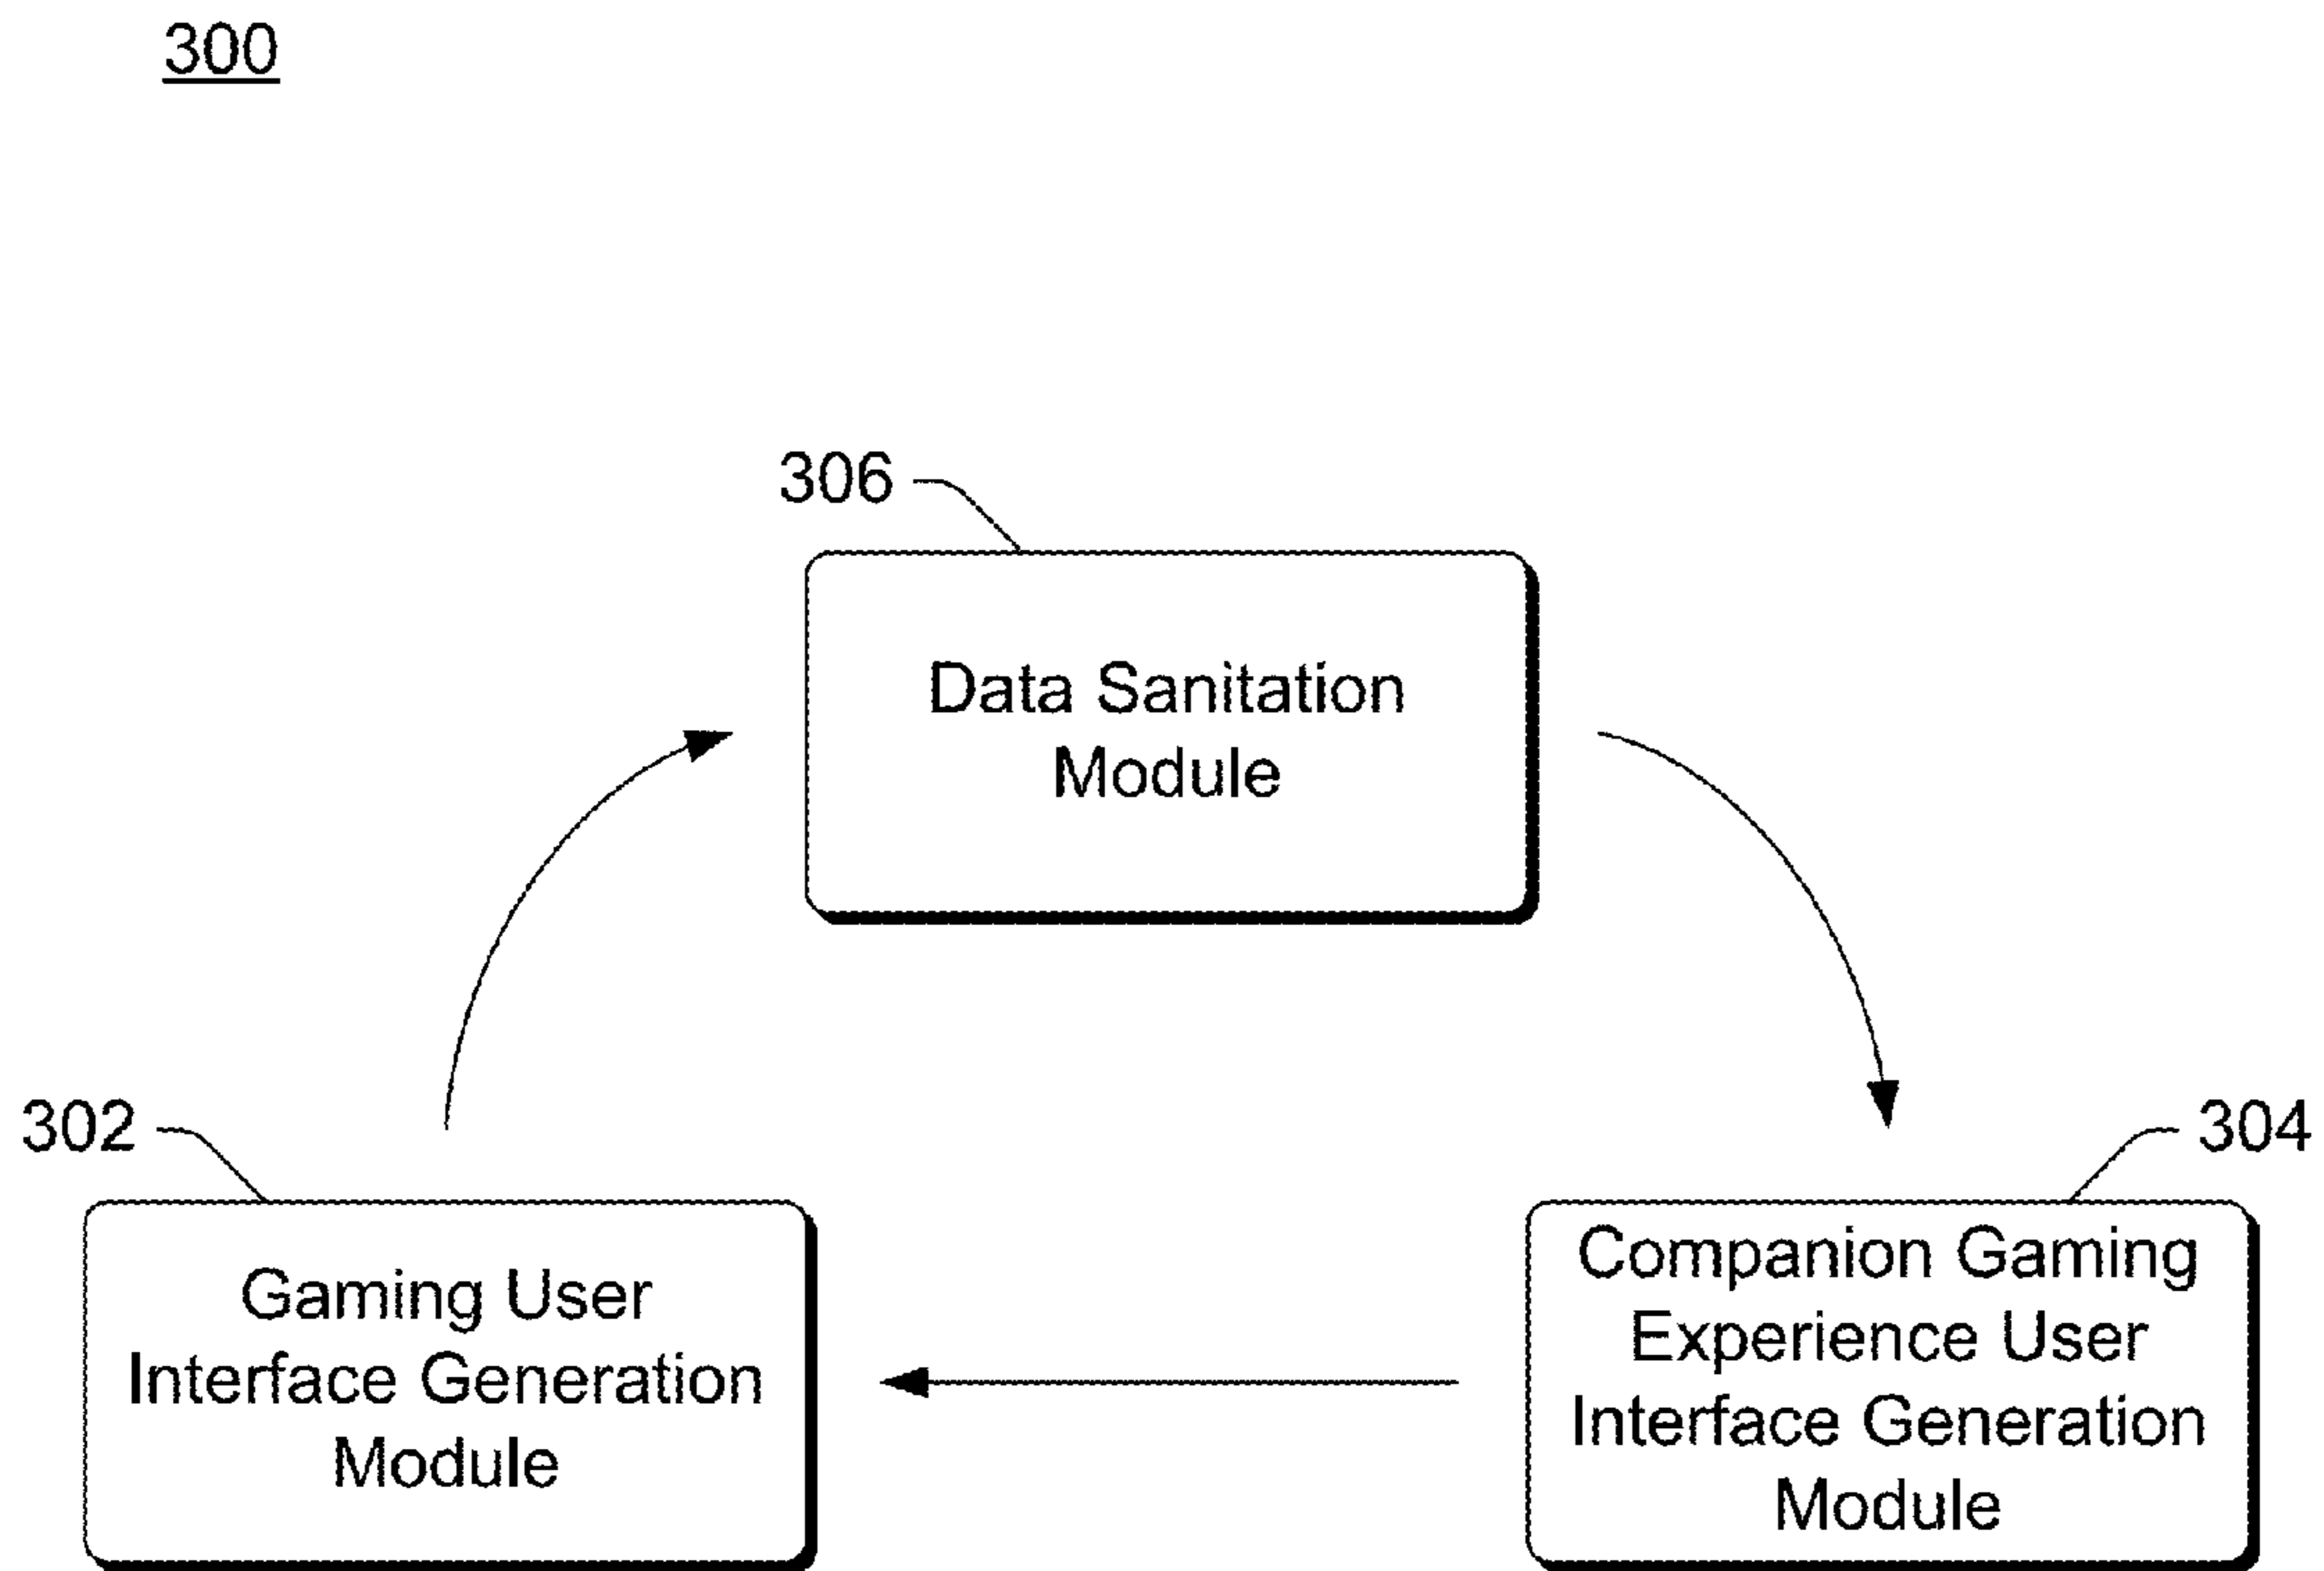 300
306
Data Sanitation
Module
302
304
Gaming User
Interface Generation
Module
Companion Gaming
Experience User
Interface Generation
Module